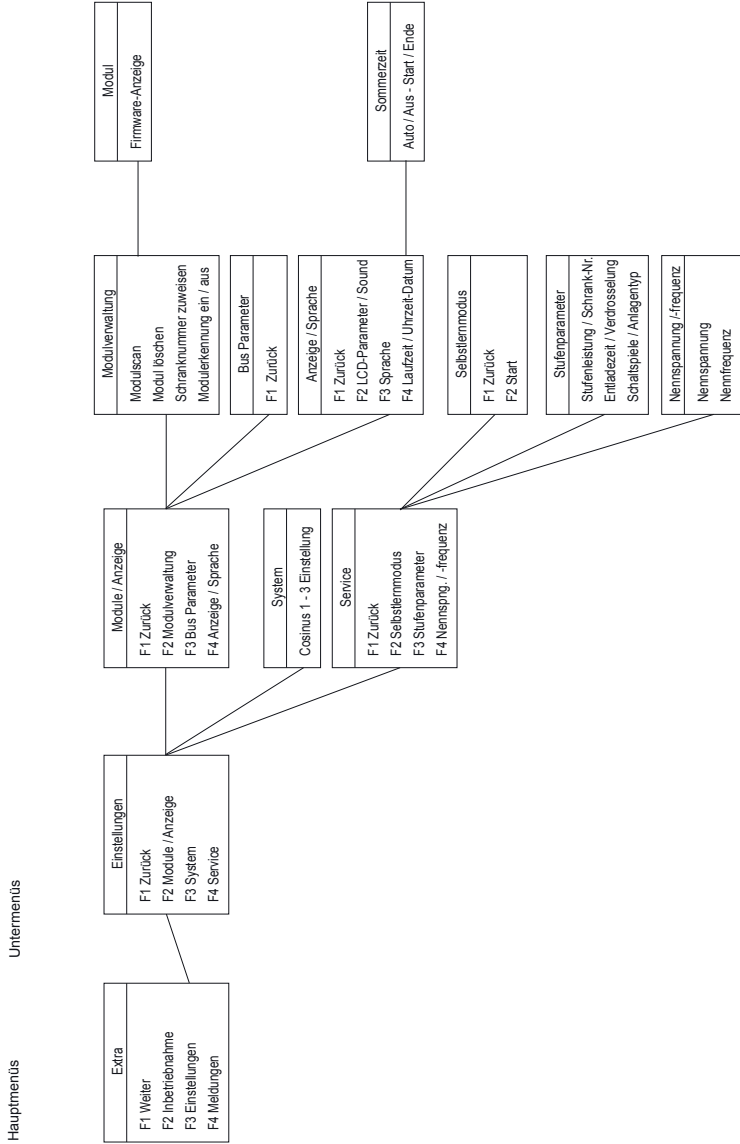 Hauptmenüs
Untermenüs
Extra
F1 Weiter
F2 Inbetriebnahme
F3 Einstellungen
F4 Meldungen
Einstellungen
F1 Zurück
F2 Module / Anzeige
F3 System
F4 Service
Module / Anzeige
F1 Zurück
F2 Modulverwaltung
F3 Bus Parameter
F4 Anzeige / Sprache
System
Cosinus 1 - 3 Einstellung
Service
F1 Zurück
F2 Selbstlernmodus
F3 Stufenparameter
F4 Nennspng. / -frequenz
Modulverwaltung
Modulscan
Modul löschen
Schranknummer zuweisen
Modulerkennung ein / aus
Bus Parameter
F1 Zurück
Anzeige / Sprache
F1 Zurück
F2 LCD-Parameter / Sound
F3 Sprache
F4 Laufzeit / Uhrzeit-Datum
Selbstlernmodus
F1 Zurück
F2 Start
Stufenparameter
Stufenleistung / Schrank-Nr.
Entladezeit / Verdrosselung
Schaltspiele / Anlagentyp
Nennspannung /-frequenz
Nennspannung
Nennfrequenz
Modul
Firmware-Anzeige
Sommerzeit
Auto / Aus - Start / Ende